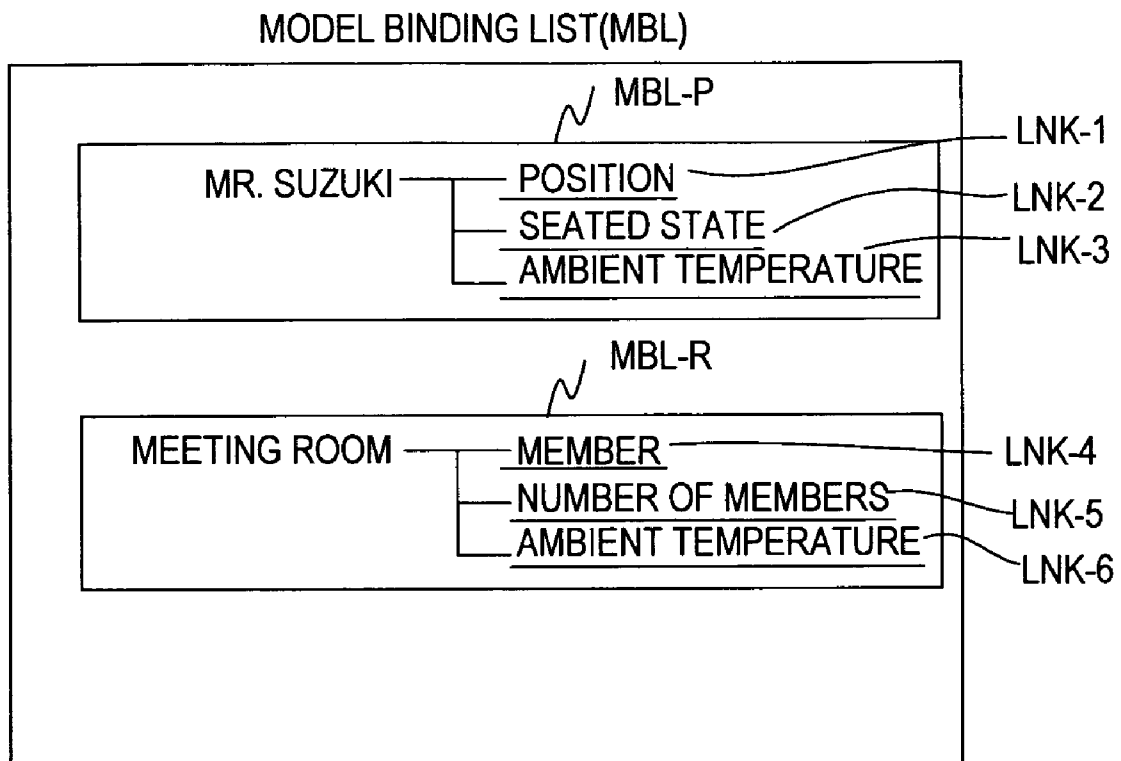 MODEL BINDING LIST(MBL)
MBL-P
LNK-1
MR. SUZUKI POSITION
LNK-2
SEATED STATE
LNK-3
AMBIENT TEMPERATURE
MBL-R
MEETING ROOM MEMBER
LNK-4
NUMBER OF MEMBERS
LNK-5
AMBIENT TEMPERATURE
LNK-6